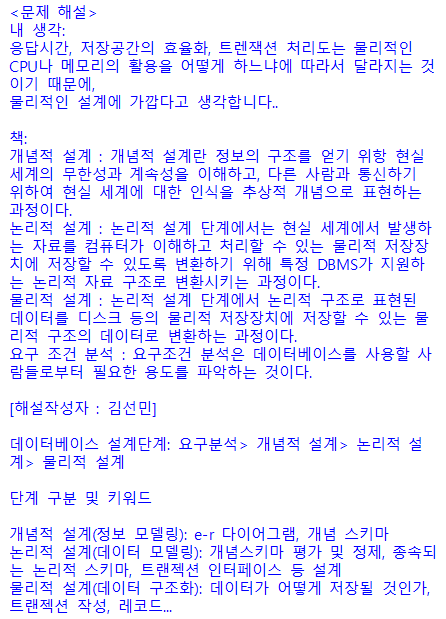 <문제 해설>
내 생각:
응답시간, 저장공간의 효율화, 트렌잭션 처리도는 물리적인
CPU나 메모리의 활용을 어떻게 하느냐에 따라서 달라지는 것
이기 때문에,
물리적인 설계에 가깝다고 생각합니다..
책:
개념적 설계 : 개념적 설계란 정보의 구조를 얻기 위항 현실
세계의 무한성과 계속성을 이해하고, 다른 사람과 통신하기
위하여 현실 세계에 대한 인식을 추상적 개념으로 표현하는
과정이다.
논리적 설계 : 논리적 설계 단계에서는 현실 세계에서 발생하
는 자료를 컴퓨터가 이해하고 처리할 수 있는 물리적 저장장
치에 저장할 수 있도록 변환하기 위해 특정 DBMS가 지원하
는 논리적 자료 구조로 변환시키는 과정이다.
물리적 설계 : 논리적 설계 단계에서 논리적 구조로 표현된
데이터를 디스크 등의 물리적 저장장치에 저장할 수 있는 물
리적 구조의 데이터로 변환하는 과정이다.
요구 조건 분석 : 요구조건 분석은 데이터베이스를 사용할 사
람들로부터 필요한 용도를 파악하는 것이다.
[해설작성자 : 김선민]
데이터베이스 설계단계: 요구분석> 개념적 설계> 논리적 설
계> 물리적 설계
단계 구분 및 키워드
개념적 설계(정보 모델링): e-r 다이어그램, 개념 스키마
논리적 설계(데이터 모델링): 개념스키마 평가 및 정제, 종속되
는 논리적 스키마, 트랜젝션 인터페이스 등 설계
물리적 설계(데이터 구조화): 데이터가 어떻게 저장될 것인가,
트랜젝션 작성, 레코드...